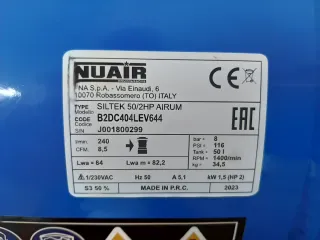 NUAIR
NA S.p.A. - Via Einaudi, 6
10070 Robassomero (TO) ITALY
TYPE SILTEK 50/2HP AIRUM
Modello
CODE B2DC404LEV644
Codice
S/N J001800299
l/min. 240 bar = 8
CFM. 8,5 PSI = 116
Tank = 50 l
Lwa = 64 Lwa m = 82,2 RPM = 1400/min
kg = 34,5
1/230VAC Hz 50 A 5,1 kW 1,5 (HP 2)
S3 50 % MADE IN P.R.C. 2023